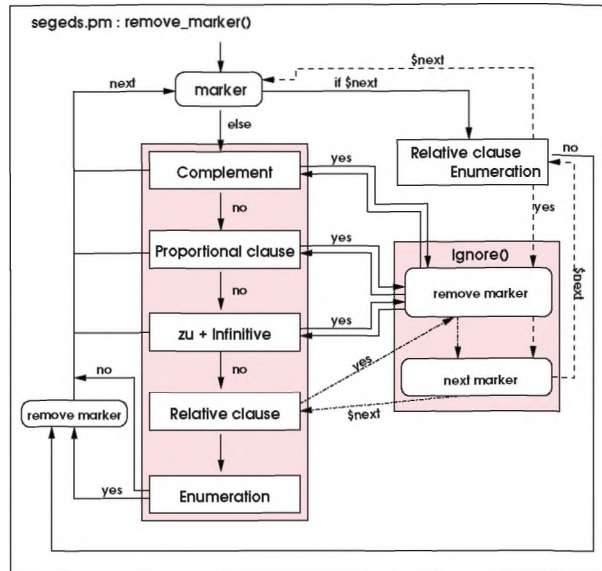 segeds.pm : remove_marker()
$next
next
marker
if $next
else
no
Relative clause
Enumeration
yes
Complement
yes
no
Ignore()
Proportional clause
yes
$next
remove marker
no
zu + Infinitive
yes
no
no
yes
next marker
remove marker
Relative clause
$next
yes
Enumeration